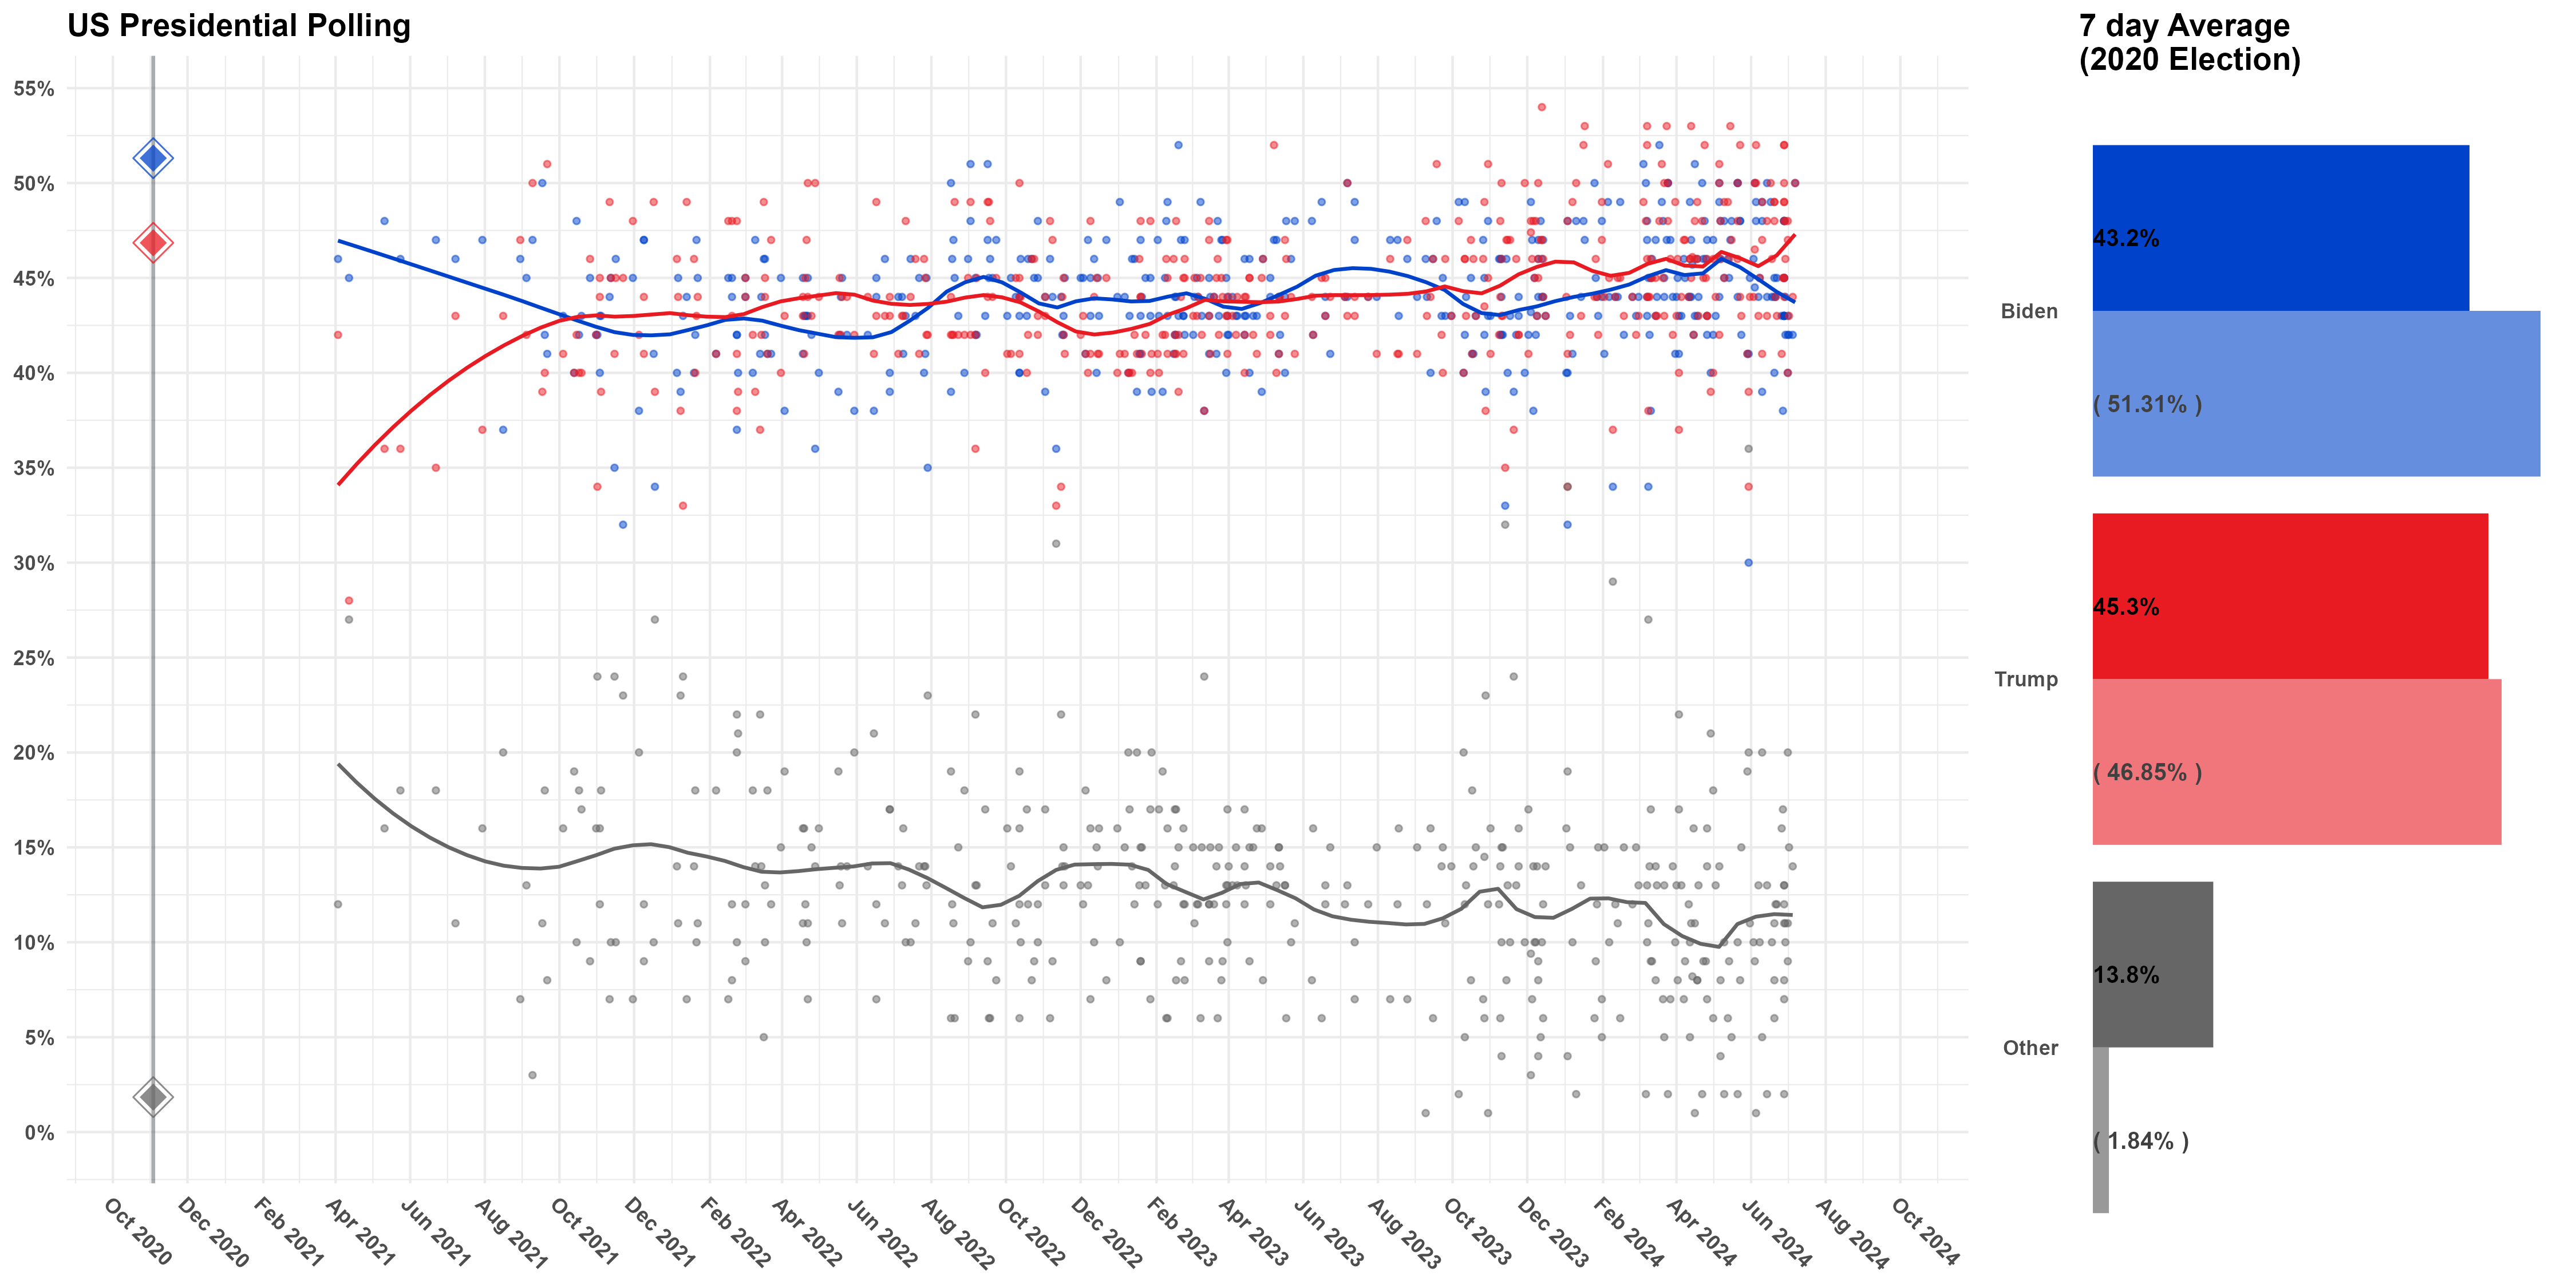 US Presidential Polling
7 day Average
(2020 Election)
55%
50%
45%
40%
35%
30%
25%
20%
15%
10%
5%
0%
Oct 2020
Dec 2020
Feb 2021
Apr 2021
Jun 2021
Aug 2021
Oct 2021
Dec 2021
Feb 2022
Apr 2022
Jun 2022
Aug 2022
Oct 2022
Dec 2022
Feb 2023
Apr 2023
Jun 2023
Aug 2023
Oct 2023
Dec 2023
Feb 2024
Apr 2024
Jun 2024
Aug 2024
Oct 2024
43.2%
Biden
( 51.31% )
45.3%
Trump
( 46.85% )
13.8%
Other
( 1.84% )